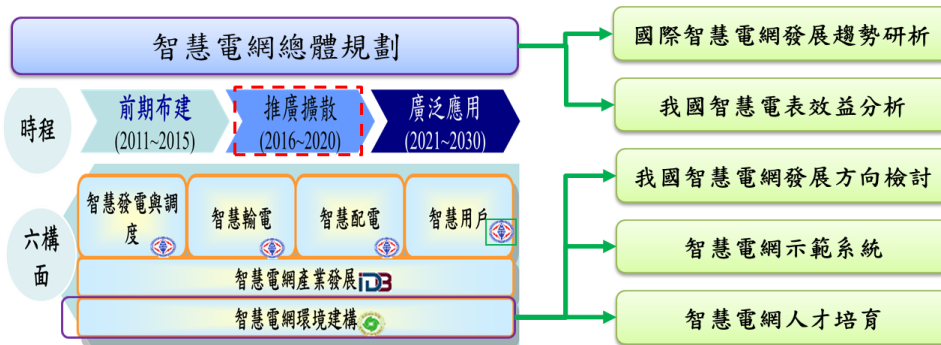 智慧電網總體規劃
國際智慧電網發展趨勢研析
我國智慧電表效益分析
時程
前期布建
(2011~2015)
推廣擴散
(2016~2020)
廣泛應用
(2021~2030)
我國智慧電網發展方向檢討
六構
面
智慧發電與調
度
智慧輸電
智慧配電
智慧用戶
智慧電網示範系統
智慧電網產業發展 iDB
智慧電網環境建構
智慧電網人才培育